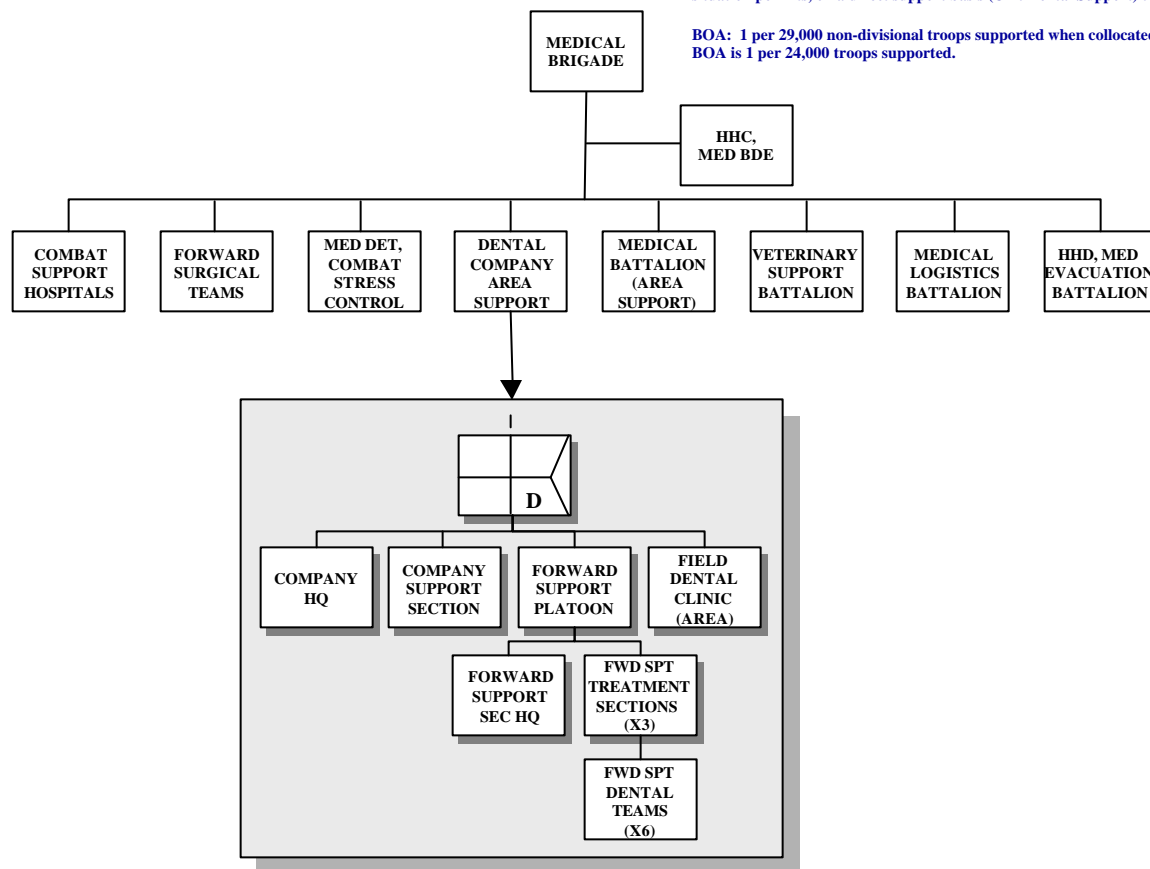 BOA: 1 per 29,000 non-divisional troops supported when collocated
BOA is 1 per 24,000 troops supported.
MEDICAL
BRIGADE
HHC,
MED BDE
COMBAT
SUPPORT
HOSPITALS
FORWARD
SURGICAL
TEAMS
MED DET,
COMBAT
STRESS
CONTROL
DENTAL
COMPANY
AREA
SUPPORT
MEDICAL
BATTALION
(AREA
SUPPORT)
VETERINARY
SUPPORT
BATTALION
MEDICAL
LOGISTICS
BATTALION
HHD, MED
EVACUATION
BATTALION
I
D
COMPANY
HQ
COMPANY
SUPPORT
SECTION
FORWARD
SUPPORT
PLATOON
FIELD
DENTAL
CLINIC
(AREA)
FORWARD
SUPPORT
SEC HQ
FWD SPT
TREATMENT
SECTIONS
(X3)
FWD SPT
DENTAL
TEAMS
(X6)